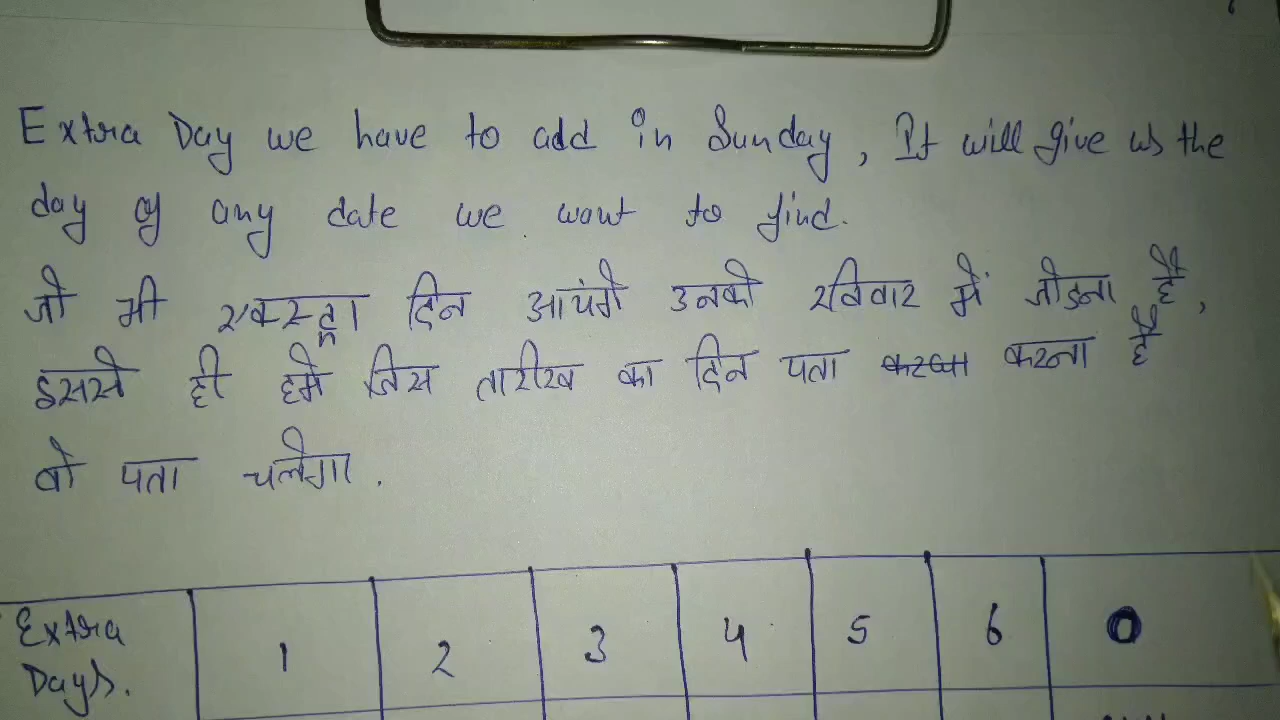 Extra Day we have to add in Sunday, It will give us the
day of any date we want to find.
जो भी एक्स्ट्रा दिन आयंगे उनको रविवार में जोडना है,
इससे ही हमे जिस तारीख का दिन पता करना है
वो पता चलेगा.
Extra 1 2 3 4 5 6 0
Days.